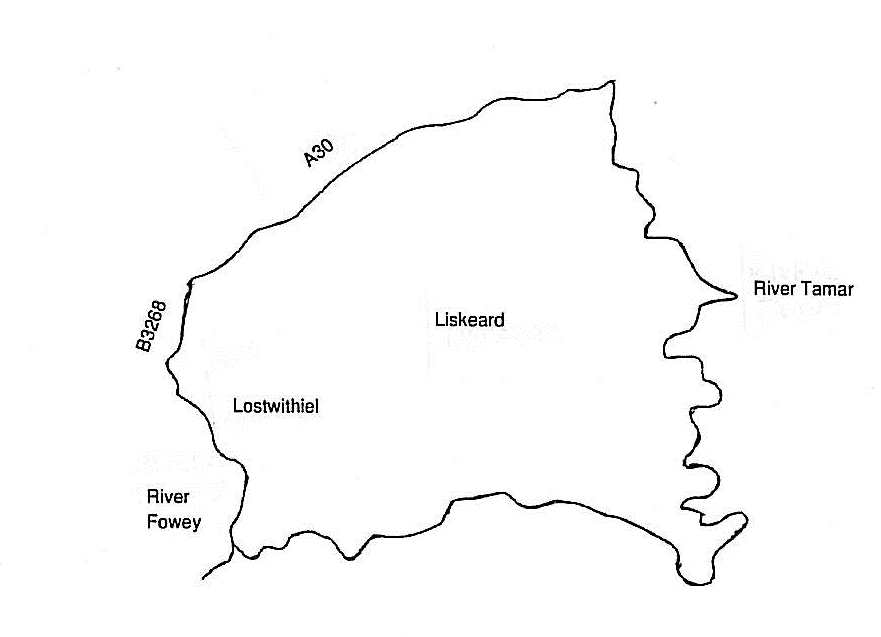 A30
River Tamar
B3268
Liskeard
Lostwithiel
River
Fowey